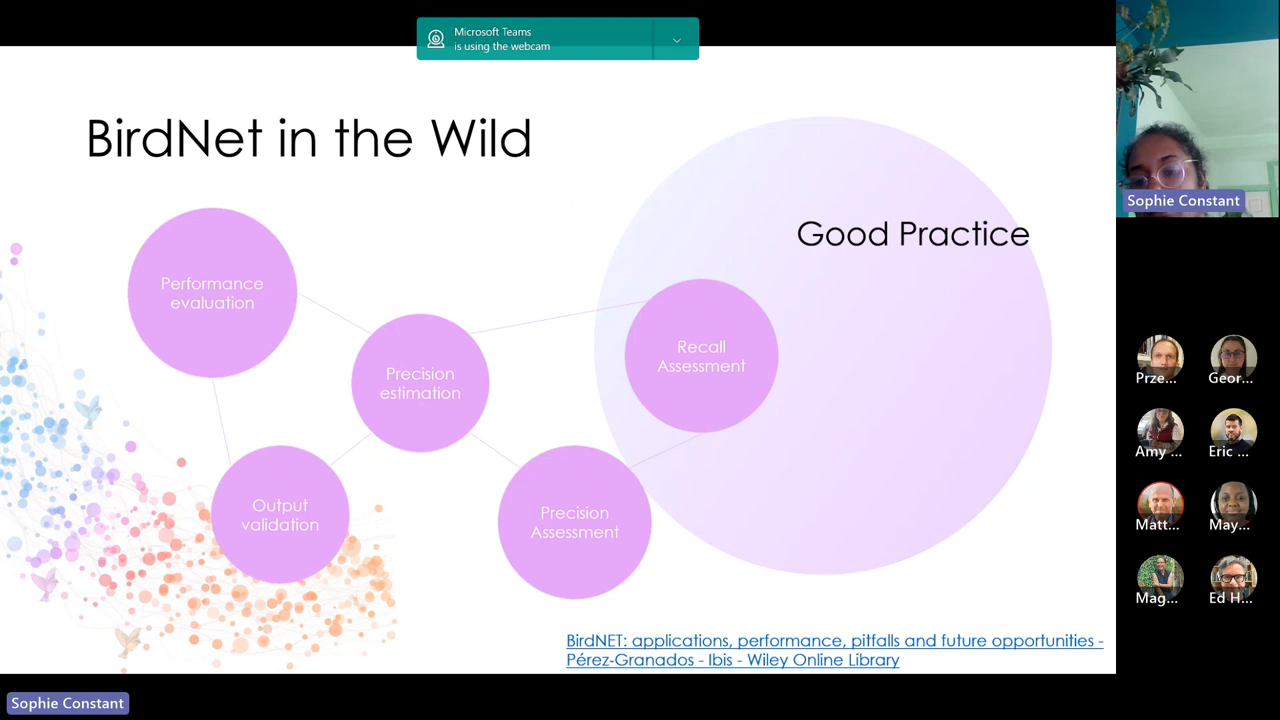 Microsoft Teams
is using the webcam
BirdNet in the Wild
Good Practice
Performance
evaluation
Precision
estimation
Recall
Assessment
Output
validation
Precision
Assessment
BirdNET: applications, performance, pitfalls and future opportunities -
Pérez-Granados - Ibis - Wiley Online Library
Sophie Constant
Sophie Constant
Prze...
Geor...
Amy ...
Eric ...
Matt...
May...
Mag...
Ed H...